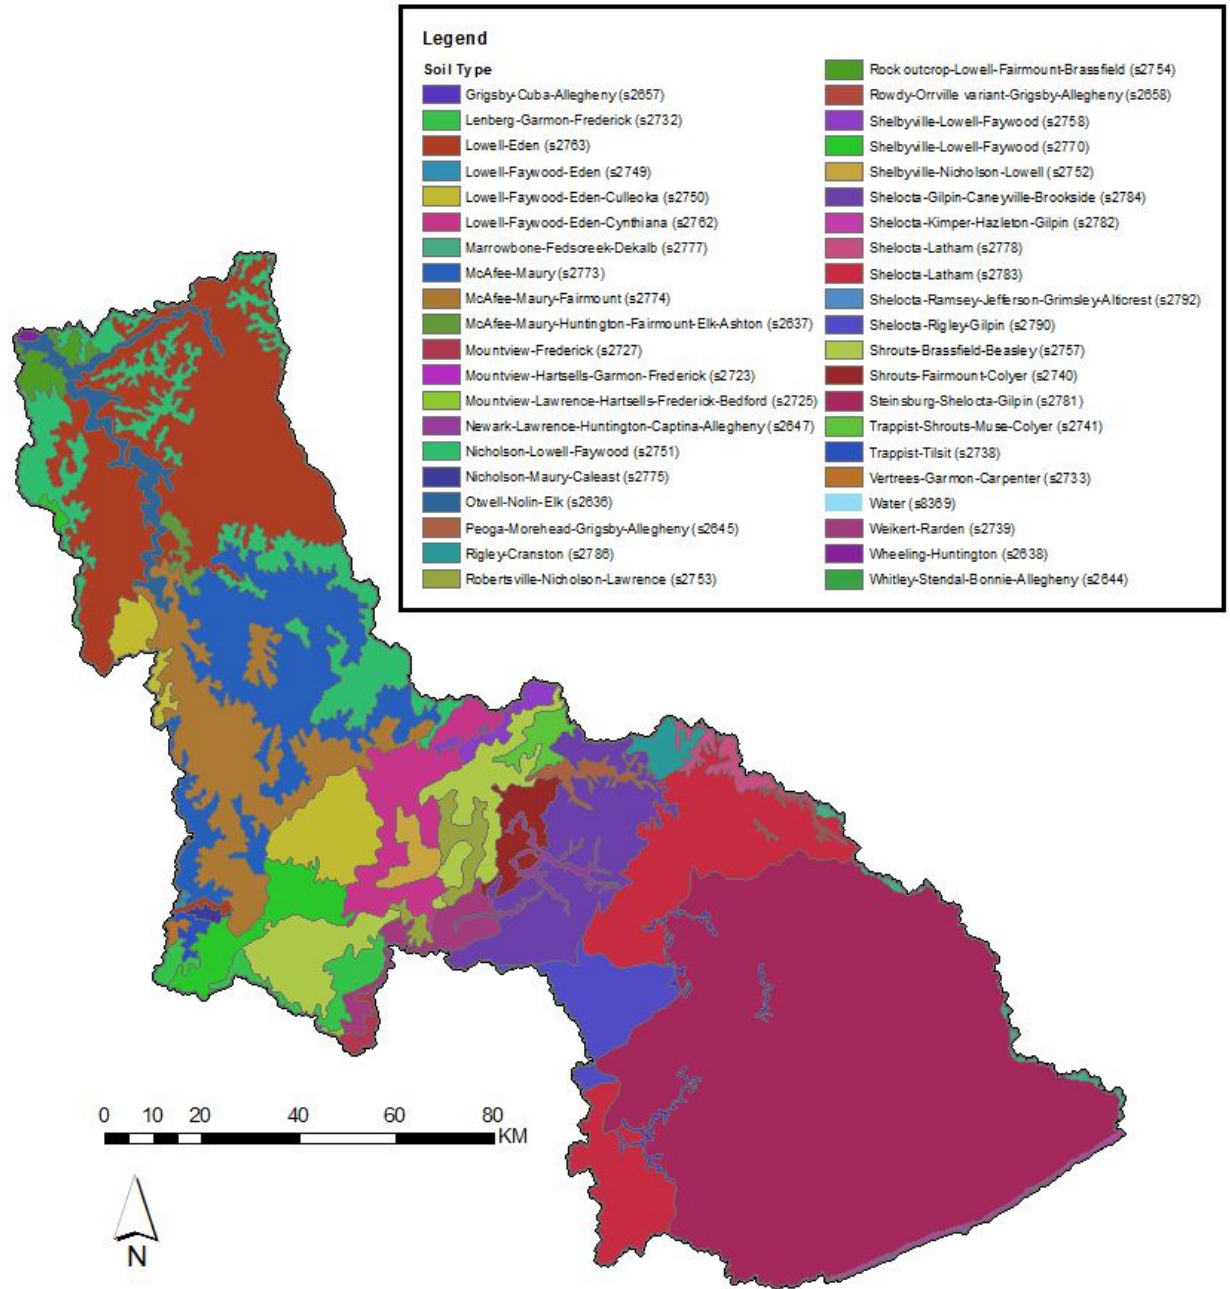 Legend
Soil Type
Grigsby-Cuba-Allegheny (s2657)
Lenberg-Garmon-Frederick (s2732)
Lowell-Eden (s2763)
Lowell-Faywood-Eden (s2749)
Lowell-Faywood-Eden-Culleoka (s2750)
Lowell-Faywood-Eden-Cynthiana (s2762)
Marrowbone-Fedscreek-Dekalb (s2777)
McAfee-Maury (s2773)
McAfee-Maury-Fairmount (s2774)
McAfee-Maury-Huntington-Fairmount-Elk-Ashton (s2637)
Mountview-Frederick (s2727)
Mountview-Hartsells-Garmon-Frederick (s2723)
Mountview-Lawrence-Hartsells-Frederick-Bedford (s2725)
Newark-Lawrence-Huntington-Captina-Allegheny (s2647)
Nicholson-Lowell-Faywood (s2751)
Nicholson-Maury-Caleast (s2775)
Otwell-Nolin-Elk (s2636)
Peoga-Morehead-Grigsby-Allegheny (s2645)
Rigley-Cranston (s2786)
Robertsville-Nicholson-Lawrence (s2753)
Rock outcrop-Lowell-Fairmount-Brassfield (s2754)
Rowdy-Orrville variant-Grigsby-Allegheny (s2658)
Shelbyville-Lowell-Faywood (s2758)
Shelbyville-Lowell-Faywood (s2770)
Shelbyville-Nicholson-Lowell (s2752)
Shelocta-Gilpin-Caneyville-Brookside (s2784)
Shelocta-Kimper-Hazleton-Gilpin (s2782)
Shelocta-Latham (s2778)
Shelocta-Latham (s2783)
Shelocta-Ramsey-Jefferson-Grimsley-Alticrest (s2792)
Shelocta-Rigley-Gilpin (s2790)
Shrouts-Brassfield-Beasley (s2757)
Shrouts-Fairmount-Colyer (s2740)
Steinsburg-Shelocta-Gilpin (s2781)
Trappist-Shrouts-Muse-Colyer (s2741)
Trappist-Tilsit (s2738)
Vertrees-Garmon-Carpenter (s2733)
Water (s8369)
Weikert-Rarden (s2739)
Wheeling-Huntington (s2638)
Whitley-Stendal-Bonnie-Allegheny (s2644)
0 10 20 40 60 80
KM
N